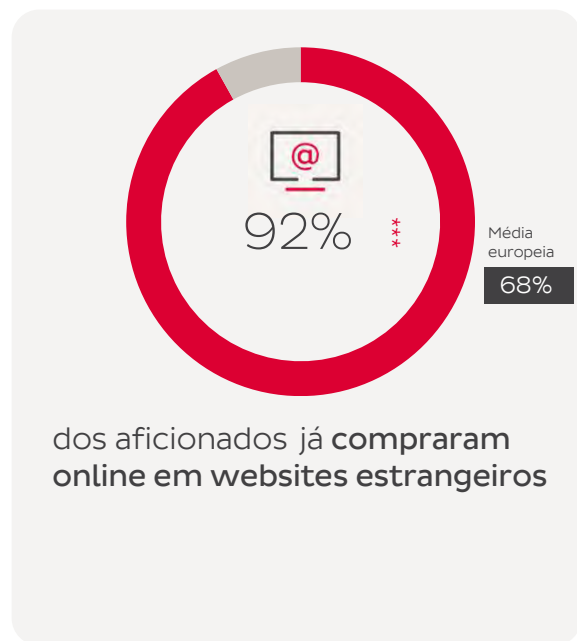 @
92%
***
Média
europeia
68%
dos aficionados já compraram
online em websites estrangeiros